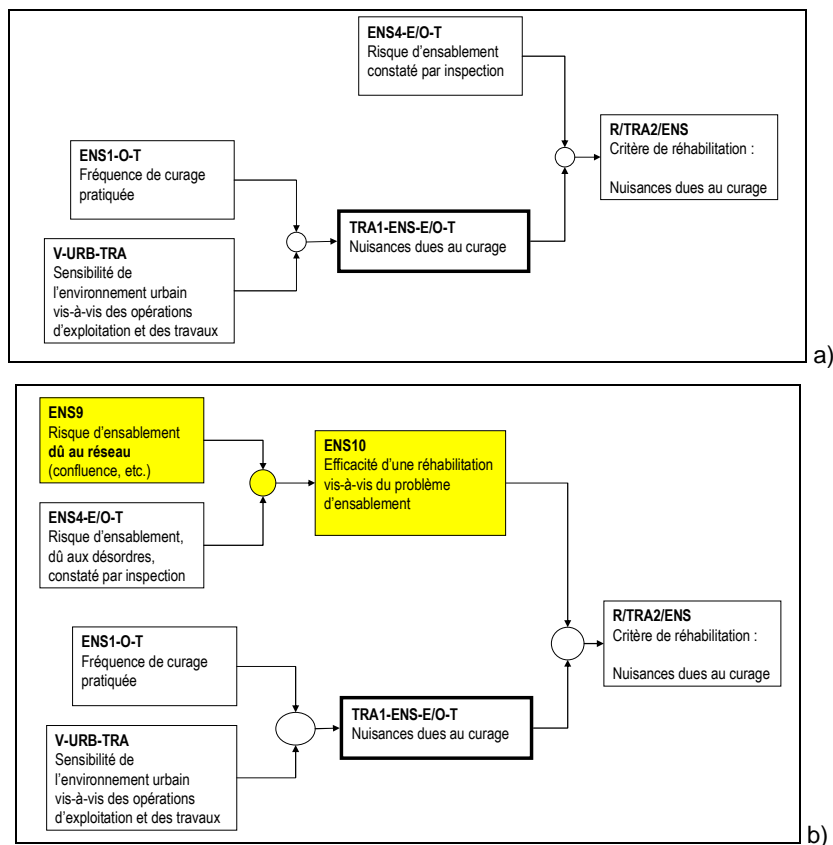 ENS4-E/O-T
Risque d'ensablement
constaté par inspection
R/TRA2/ENS
Critère de réhabilitation :
Nuisances dues au curage
ENS1-O-T
Fréquence de curage
pratiquée
TRA1-ENS-E/O-T
Nuisances dues au curage
V-URB-TRA
Sensibilité de
l'environnement urbain
vis-à-vis des opérations
d'exploitation et des travaux
a)
ENS9
Risque d'ensablement
dû au réseau
(confluence, etc.)
ENS10
Efficacité d'une réhabilitation
vis-à-vis du problème
d'ensablement
ENS4-E/O-T
Risque d'ensablement,
dû aux désordres,
constaté par inspection
R/TRA2/ENS
Critère de réhabilitation :
Nuisances dues au curage
ENS1-O-T
Fréquence de curage
pratiquée
TRA1-ENS-E/O-T
Nuisances dues au curage
V-URB-TRA
Sensibilité de
l'environnement urbain
vis-à-vis des opérations
d'exploitation et des travaux
b)